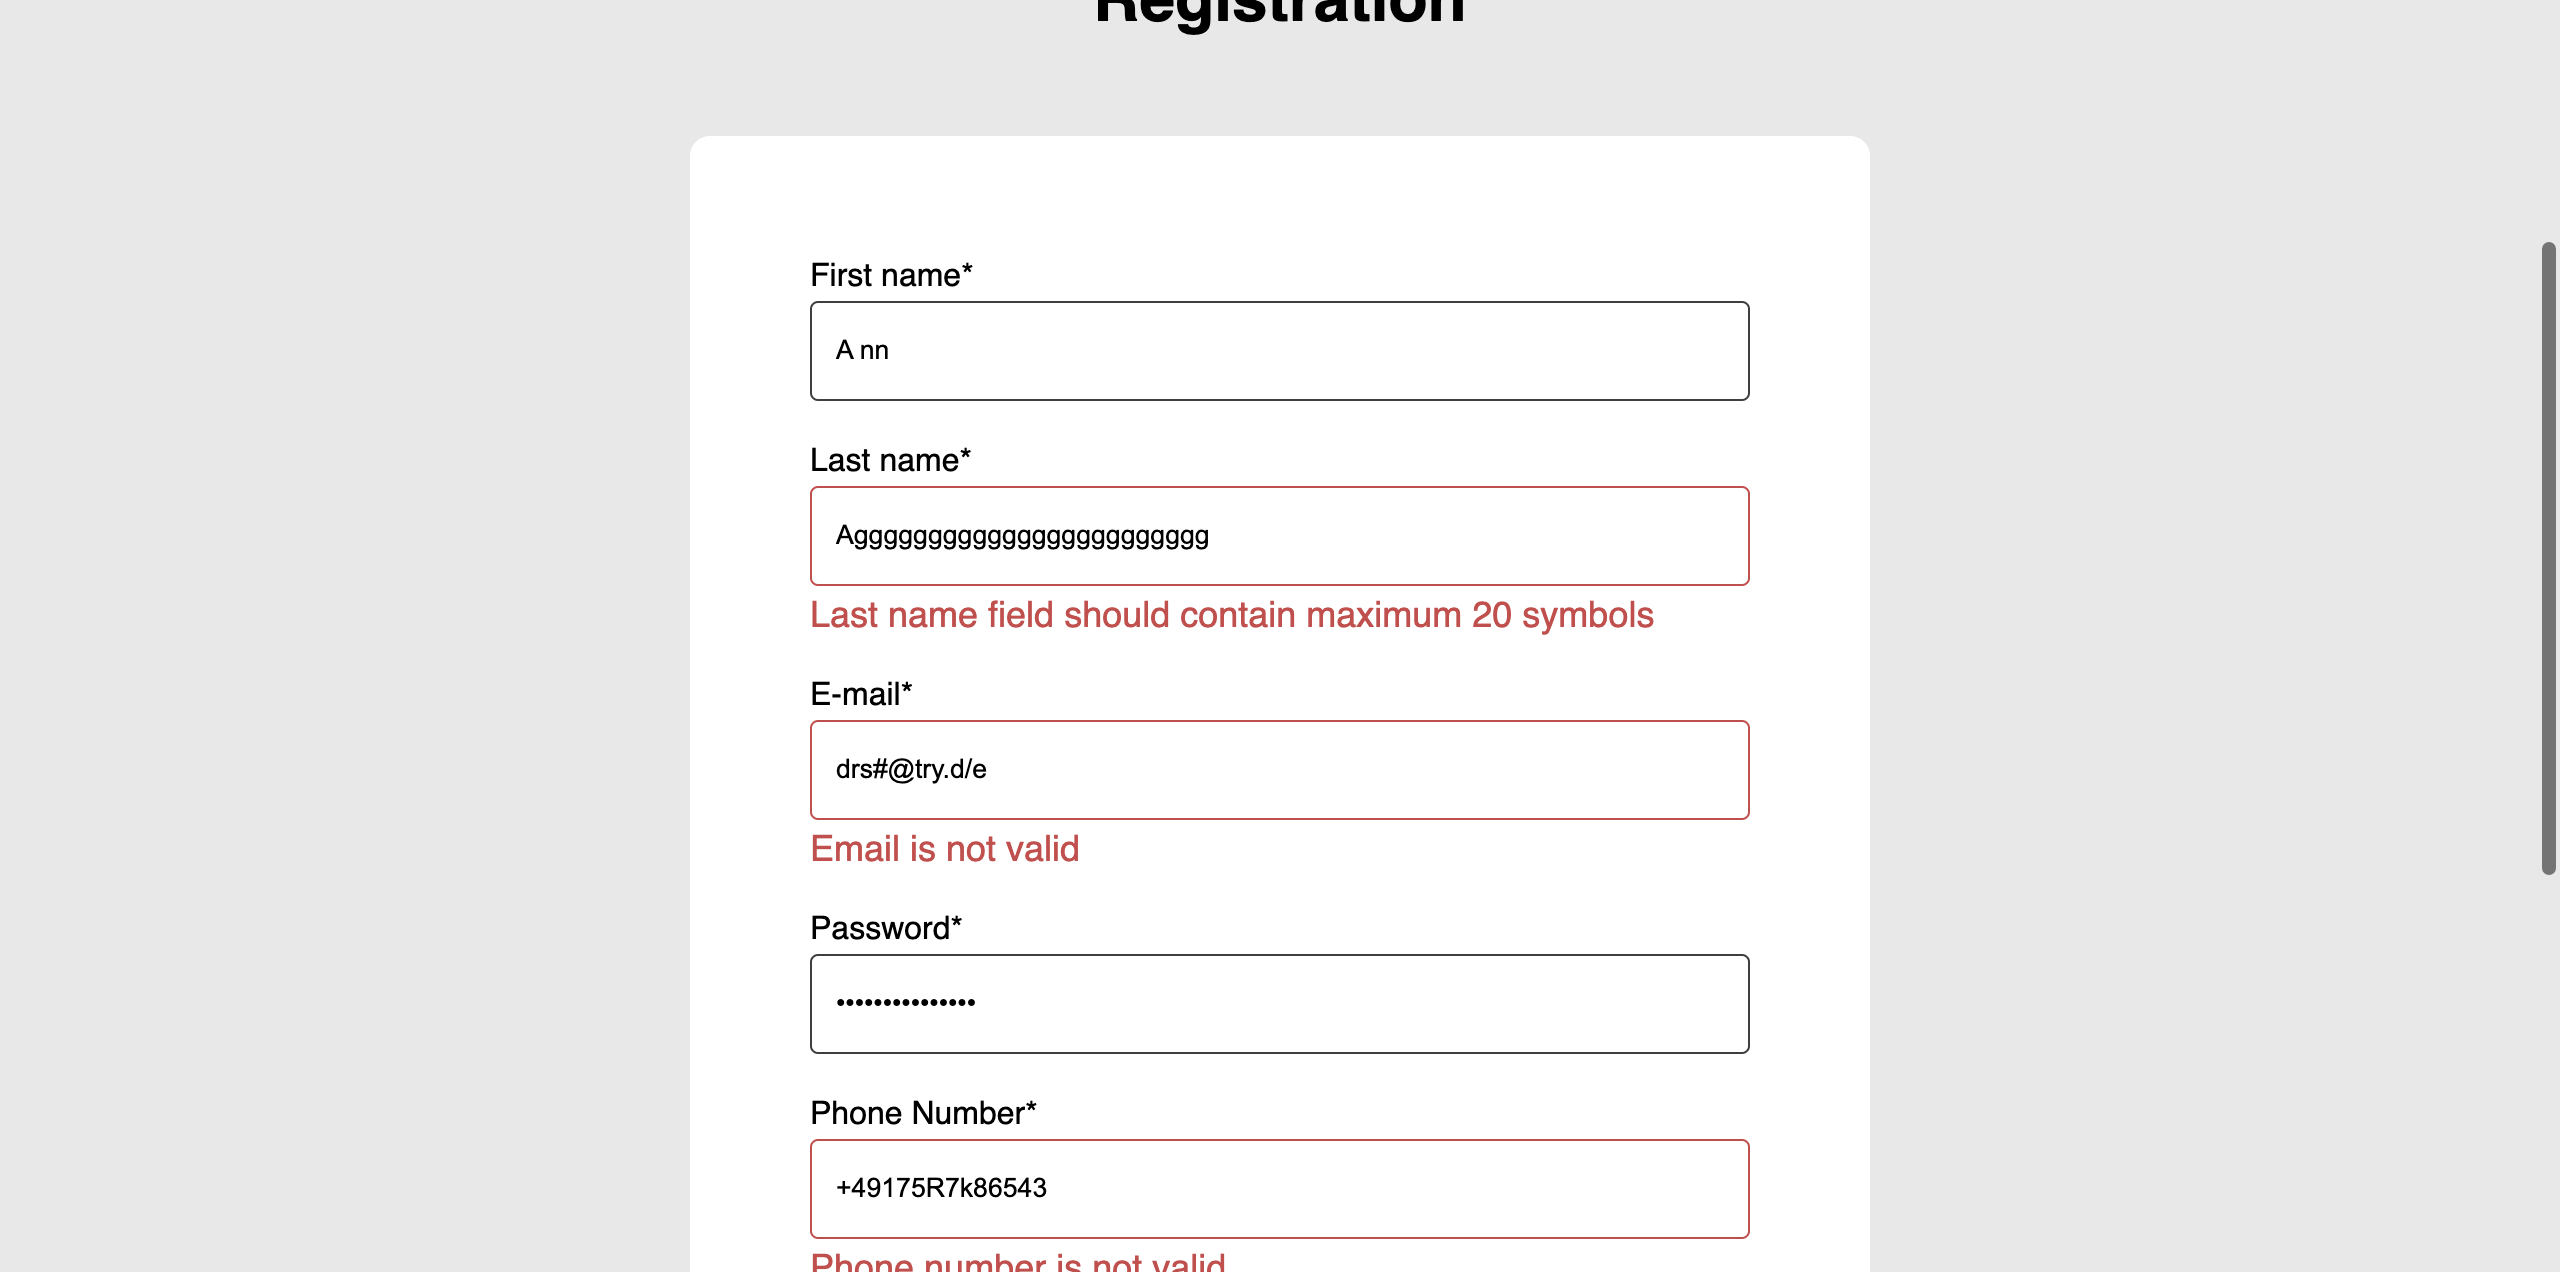 Registration
First name*
A nn
Last name*
Agggggggggggggggggggggggg
Last name field should contain maximum 20 symbols
E-mail*
drs#@try.d/e
Email is not valid
Password*
•••••••••••••••
Phone Number*
+49175R7k86543
Phone number is not valid